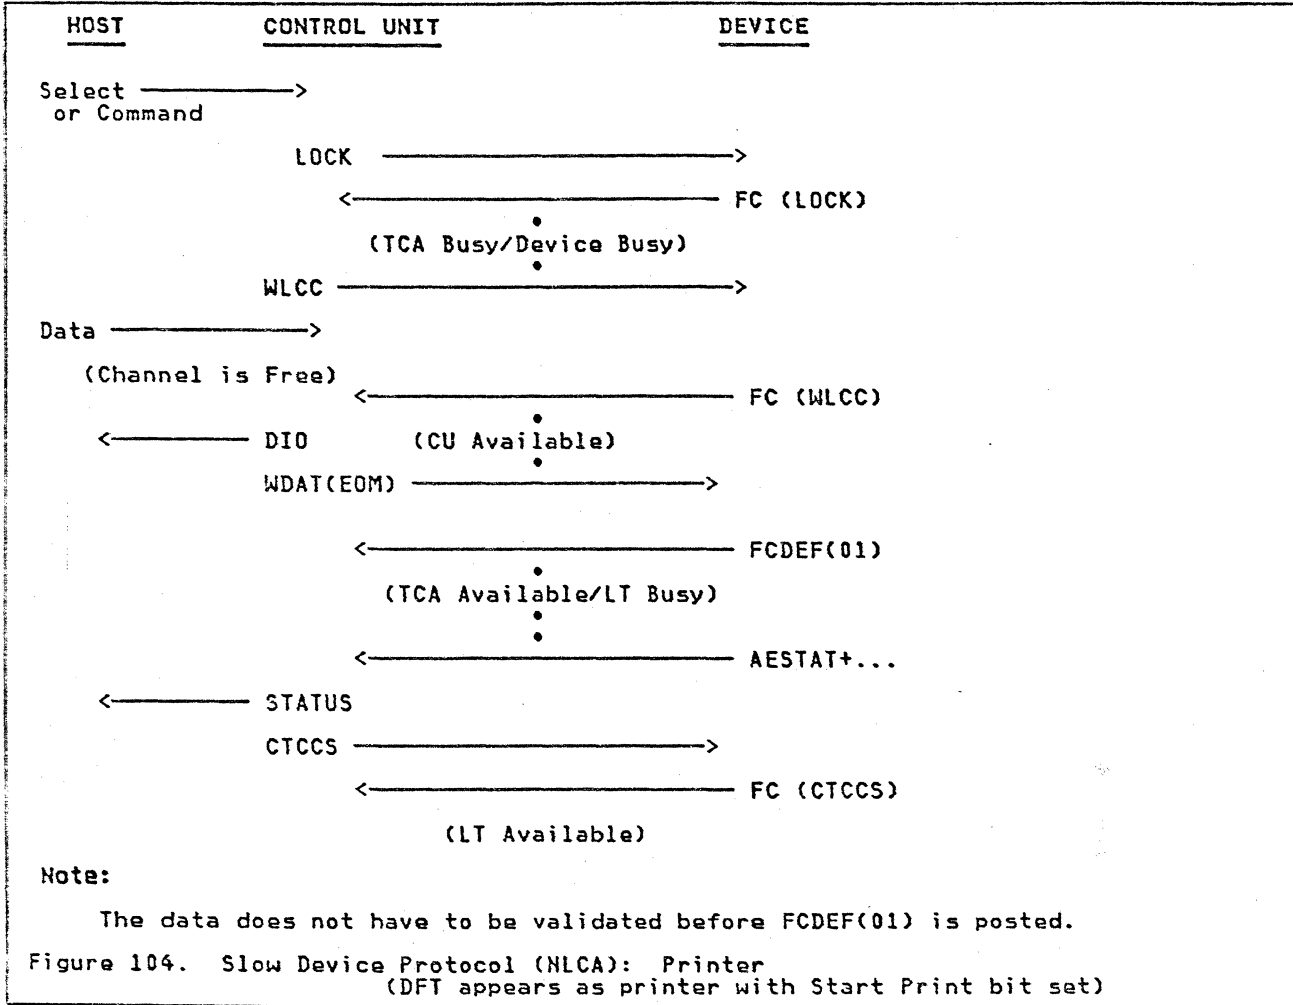 HOST CONTROL UNIT DEVICE
Select
or Command
LOCK
FC (LOCK)
(TCA Busy/Device Busy)
WLCC
Data
(Channel is Free)
FC (WLCC)
DIO (CU Available)
WDAT(EOM)
FCDEF(01)
(TCA Available/LT Busy)
AESTAT+...
STATUS
CTCCS
FC (CTCCS)
(LT Available)
Note:
The data does not have to be validated before FCDEF(01) is posted.
Figure 104. Slow Device Protocol (NLCA): Printer
(DFT appears as printer with Start Print bit set)